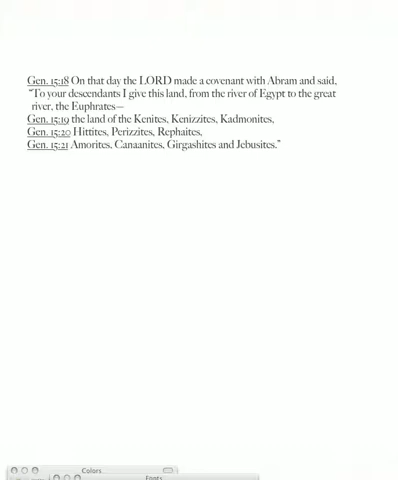 Gen. 15:18 On that day the LORD made a covenant with Abram and said,
“To your descendants I give this land, from the river of Egypt to the great
river, the Euphrates—
Gen. 15:19 the land of the Kenites, Kenizzites, Kadmonites,
Gen. 15:20 Hittites, Perizzites, Rephaites,
Gen. 15:21 Amorites, Canaanites, Girgashites and Jebusites.”
Colors
Fonts